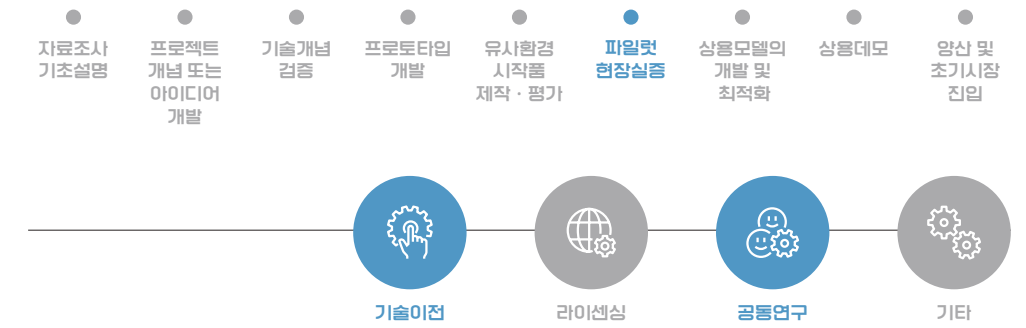 자료조사
기초설명
프로젝트
개념 또는
아이디어
개발
기술개념
검증
프로토타입
개발
유사환경
시작품
제작 · 평가
파일럿
현장실증
상용모델의
개발 및
최적화
상용데모
양산 및
초기시장
진입
기술이전
라이센싱
공동연구
기타